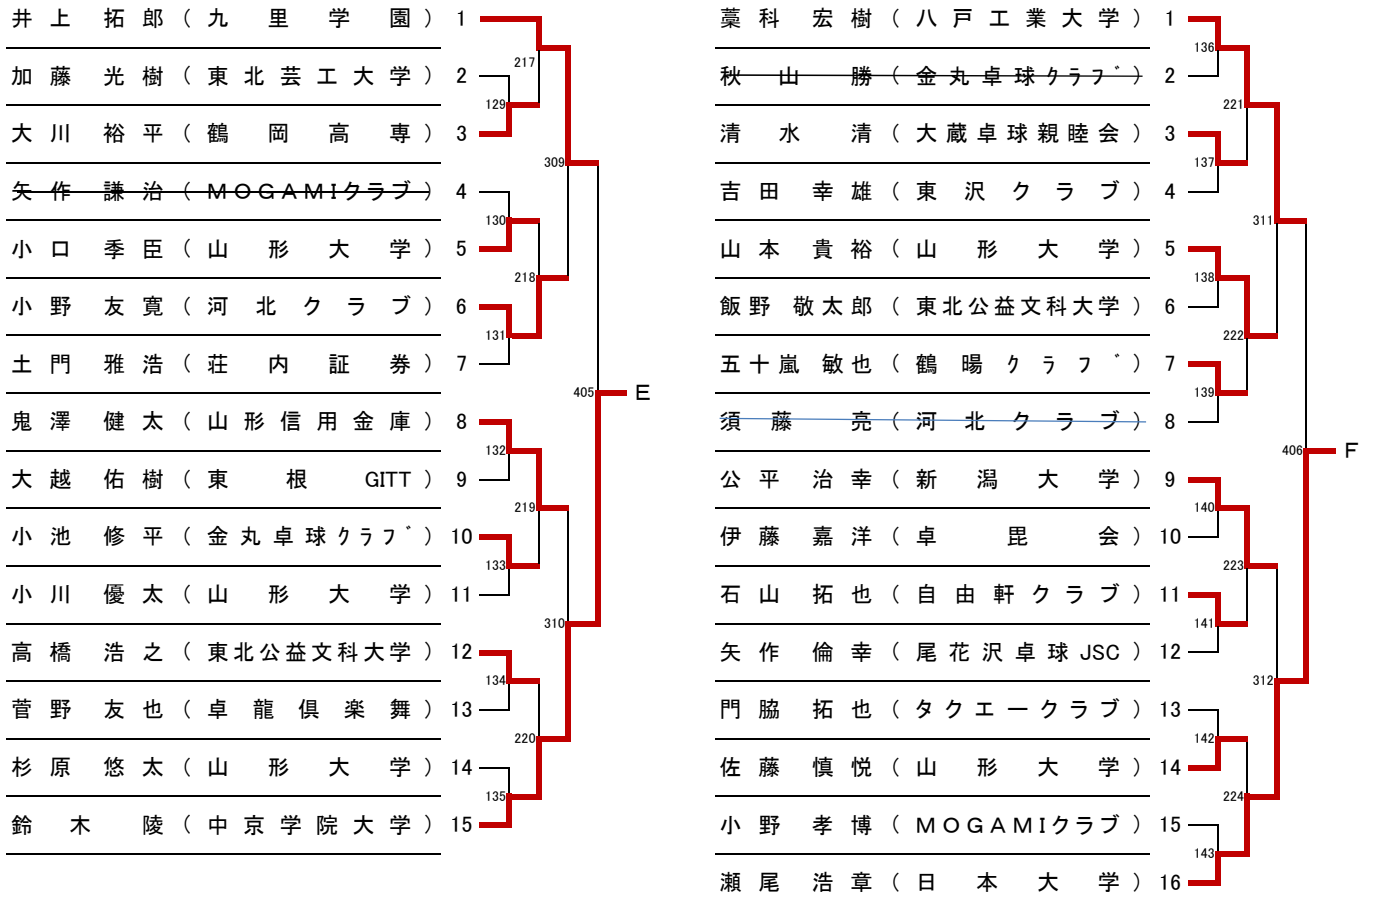 井上 拓郎 (九里学園) 1
217
加藤 光樹 (東北芸工大学) 2
129
大川 裕平 (鶴岡高専) 3
309
矢作 謙治 (MOGAMIクラブ) 4
130
小口 季臣 (山形大学) 5
218
小野 友寛 (河北クラブ) 6
131
土門 雅浩 (荘内証券) 7
405 E
鬼澤 健太 (山形信用金庫) 8
132
大越 佑樹 (東根GITT) 9
219
小池 修平 (金丸卓球クラブ) 10
133
小川 優太 (山形大学) 11
310
高橋 浩之 (東北公益文科大学) 12
134
菅野 友也 (卓龍倶楽舞) 13
220
杉原 悠太 (山形大学) 14
135
鈴木 陵 (中京学院大学) 15
藁科 宏樹 (八戸工業大学) 1
136
秋山 勝 (金丸卓球クラブ) 2
221
清水 清 (大蔵卓球親睦会) 3
137
吉田 幸雄 (東沢クラブ) 4
311
山本 貴裕 (山形大学) 5
138
飯野 敬太郎 (東北公益文科大学) 6
222
五十嵐 敏也 (鶴暘クラブ) 7
139
須藤 亮 (河北クラブ) 8
406 F
公平 治幸 (新潟大学) 9
140
伊藤 嘉洋 (卓毘会) 10
223
石山 拓也 (自由軒クラブ) 11
141
矢作 倫幸 (尾花沢卓球JSC) 12
312
門脇 拓也 (タクエークラブ) 13
142
佐藤 慎悦 (山形大学) 14
224
小野 孝博 (MOGAMIクラブ) 15
143
瀬尾 浩章 (日本大学) 16